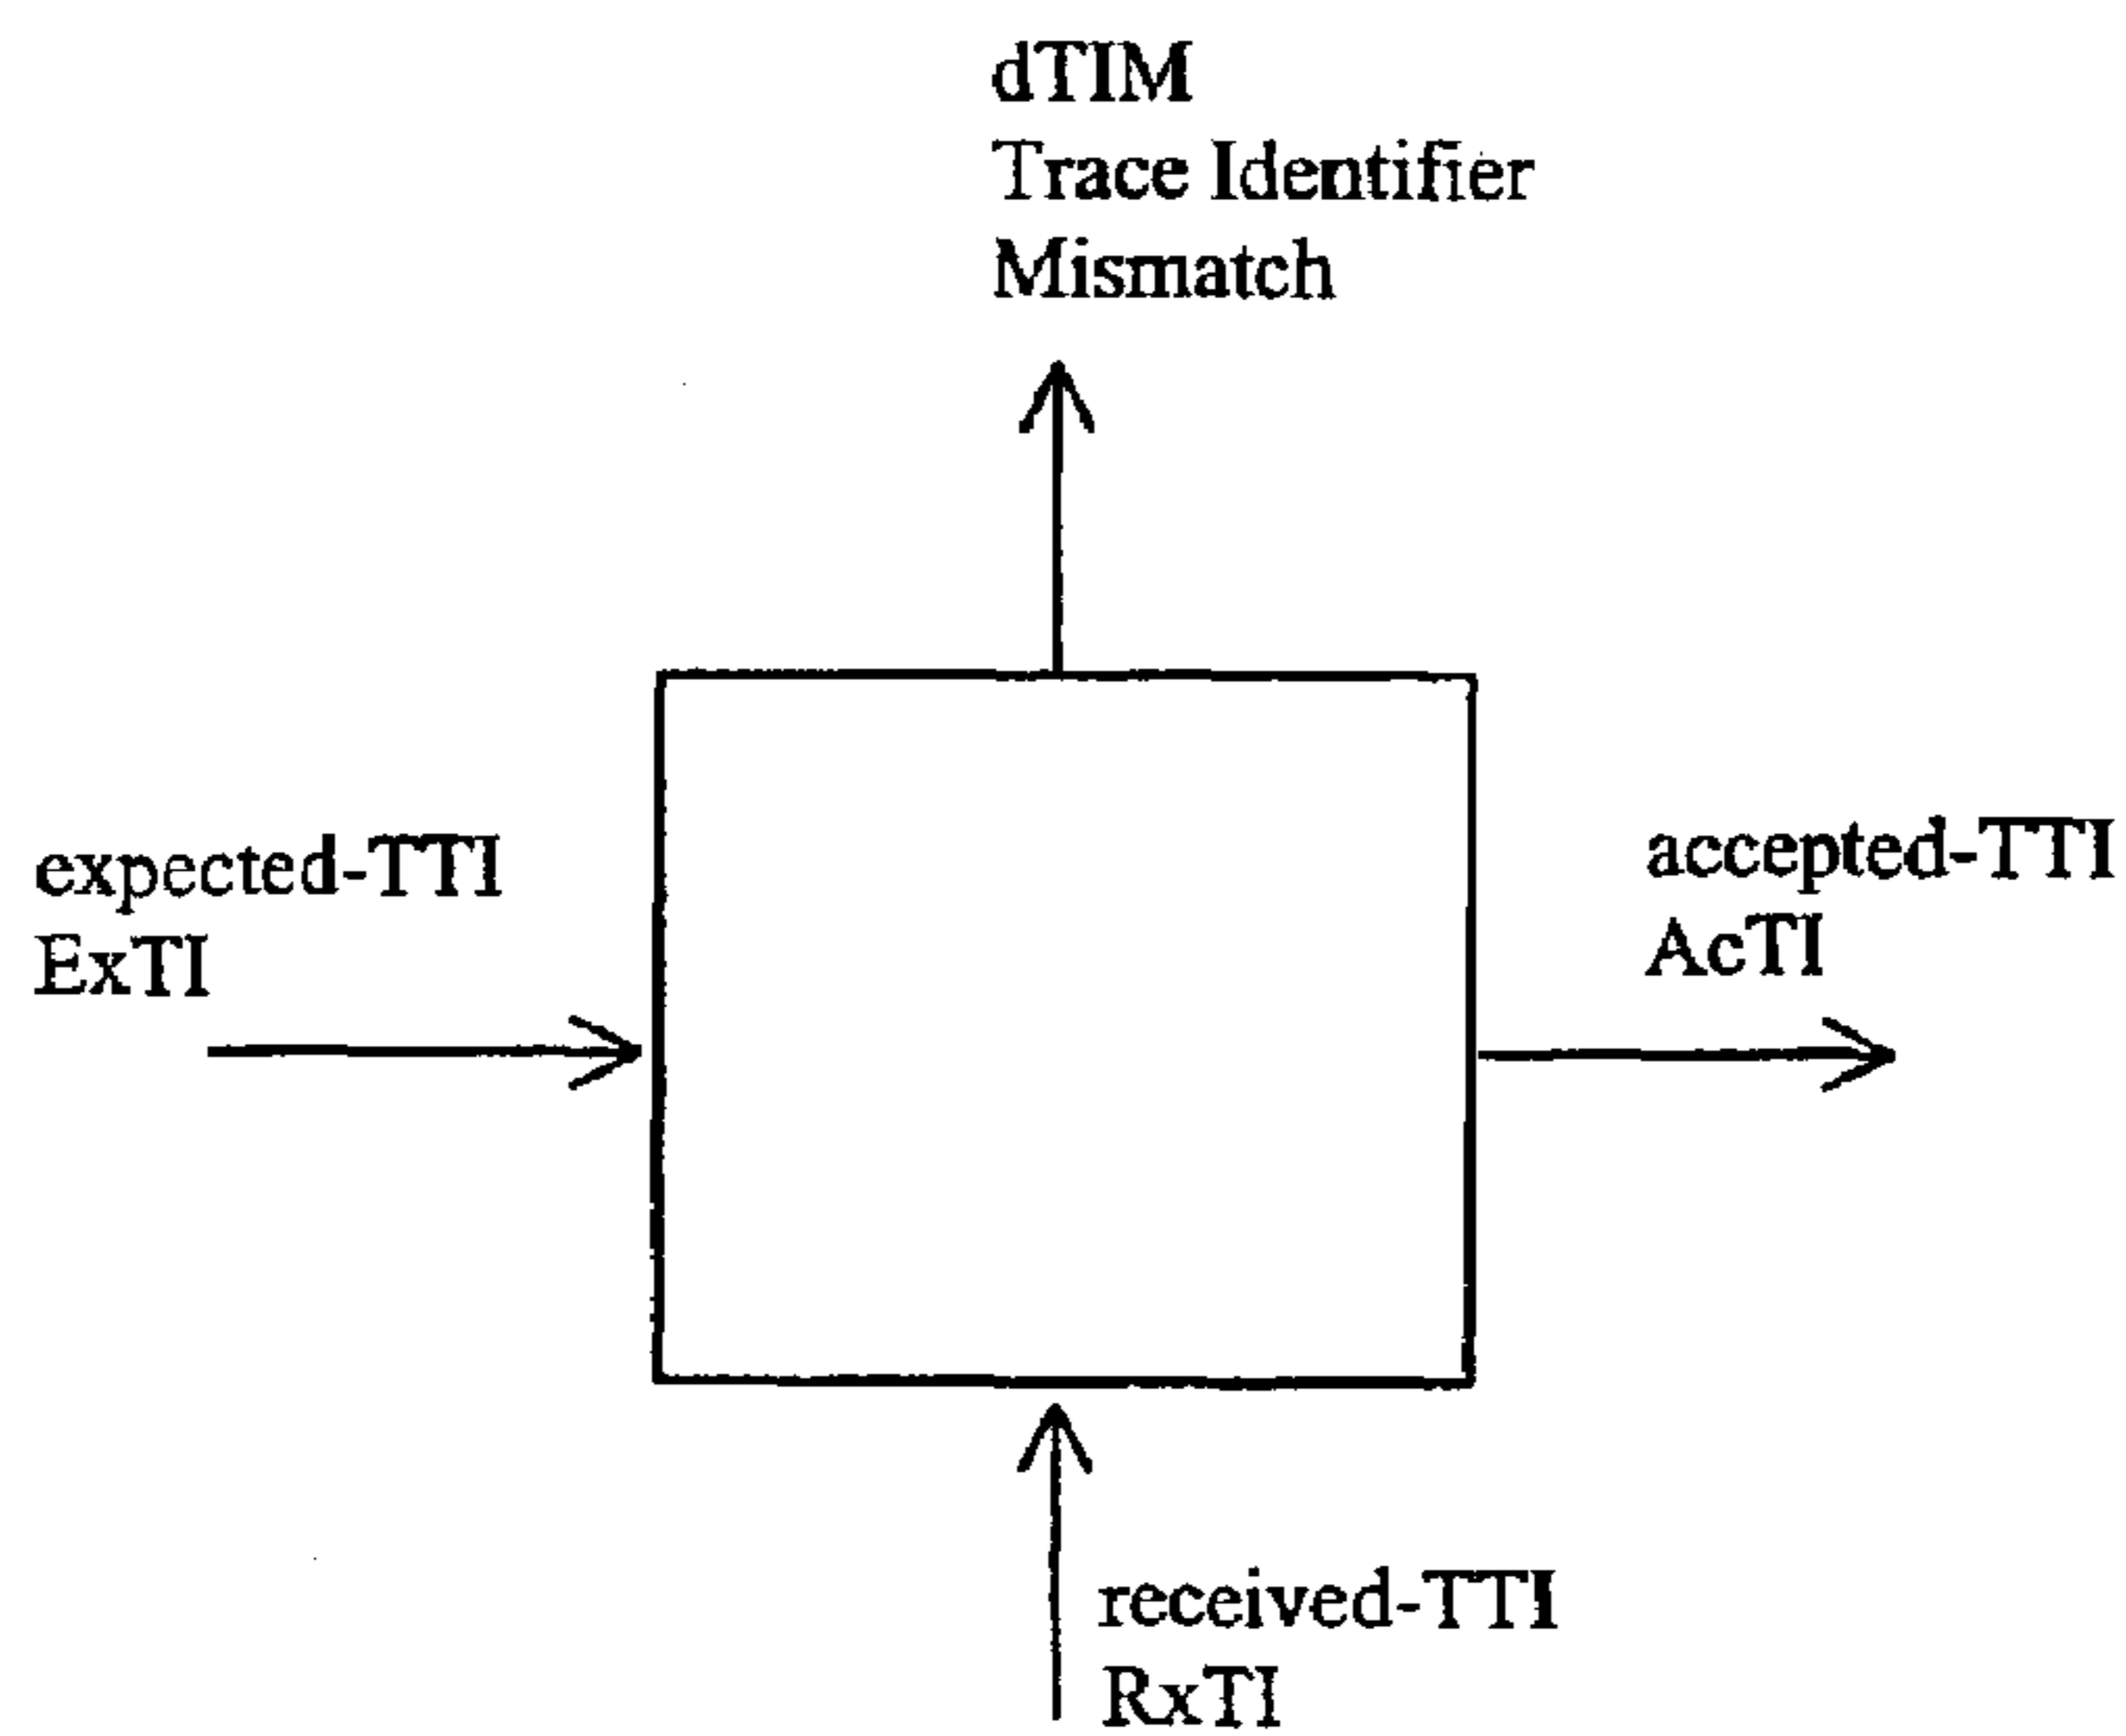 dTIM
Trace Identifier
Mismatch
expected-TTI
ExTI
accepted-TTI
AcTI
received-TTI
RxTI